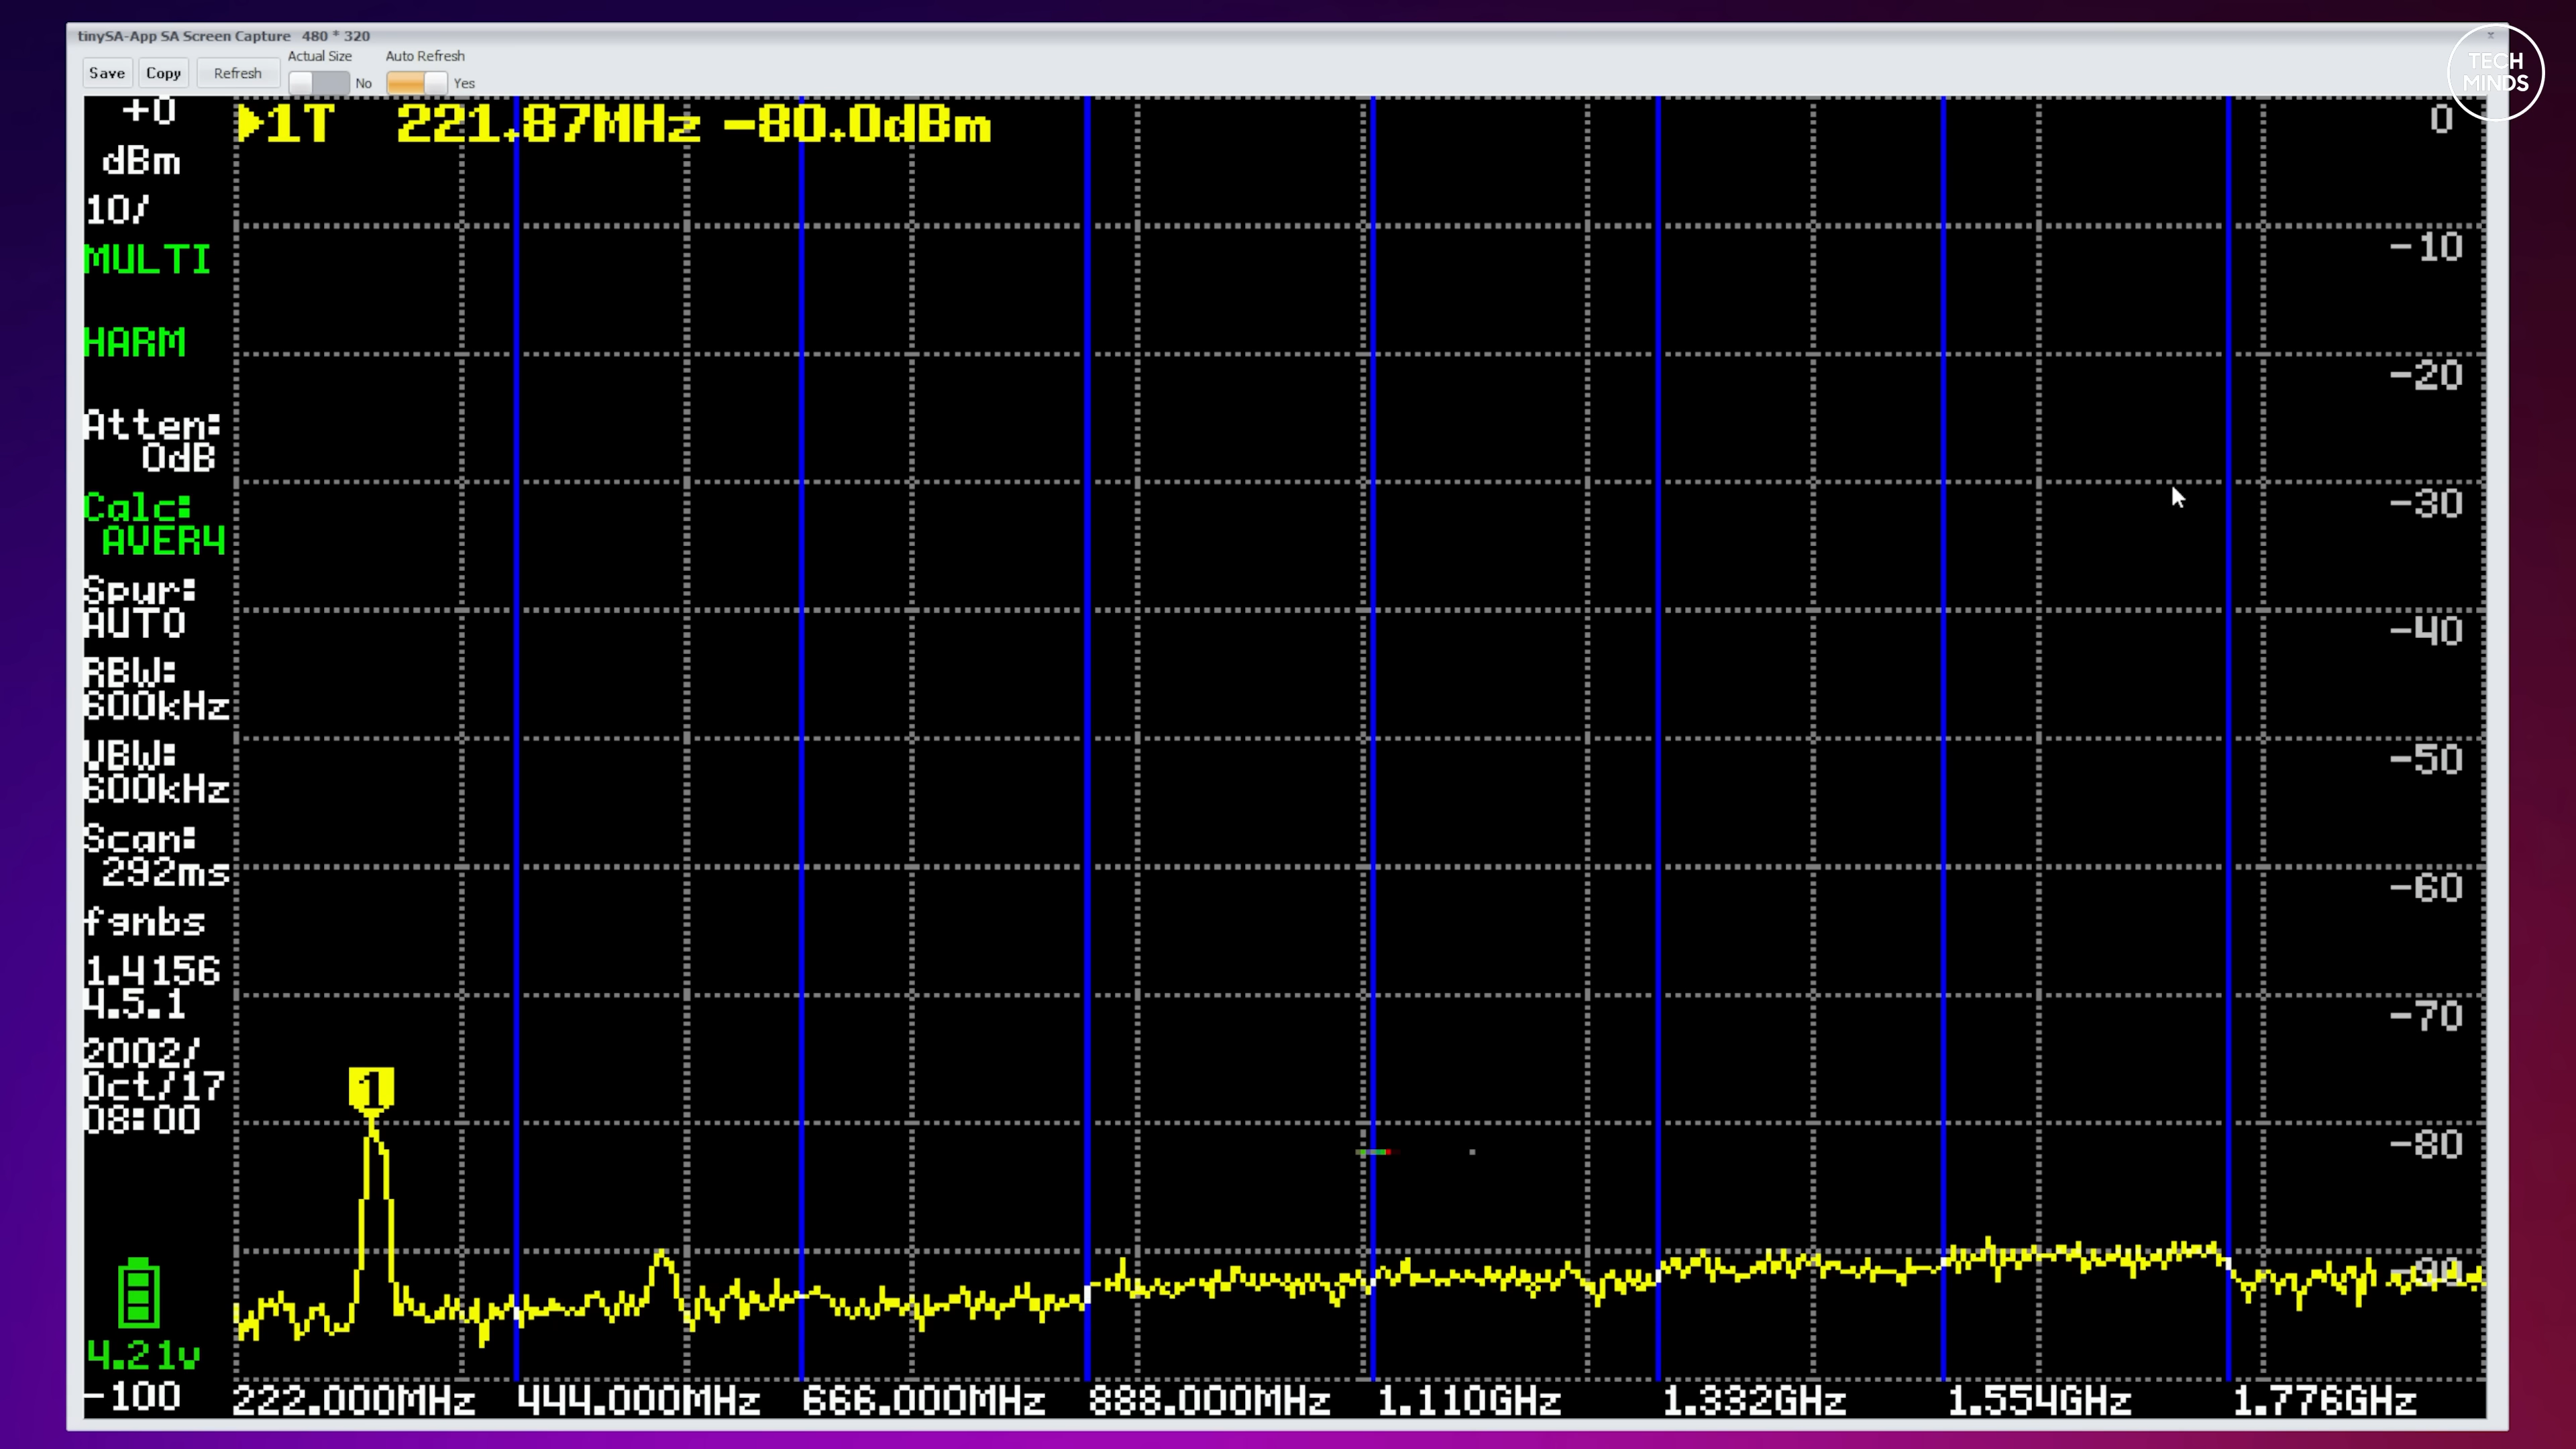 tinySA-App SA Screen Capture 480 * 320
TECH
MINDS
Actual Size
Auto Refresh
Save
Copy
Refresh
No
Yes
+0
dBm
10/
MULTI
HARM
Atten:
0dB
Calc:
AVER4
Spur:
AUTO
RBW:
600kHz
VBW:
600kHz
Scan:
292ms
fgnbs
1.4156
4.5.1
2002/
Oct/17
08:00
4.21v
-100
1T 221.87MHz -80.0dBm
1
0
-10
-20
-30
-40
-50
-60
-70
-80
-90
222.000MHz 444.000MHz 666.000MHz 888.000MHz 1.110GHz 1.332GHz 1.554GHz 1.776GHz